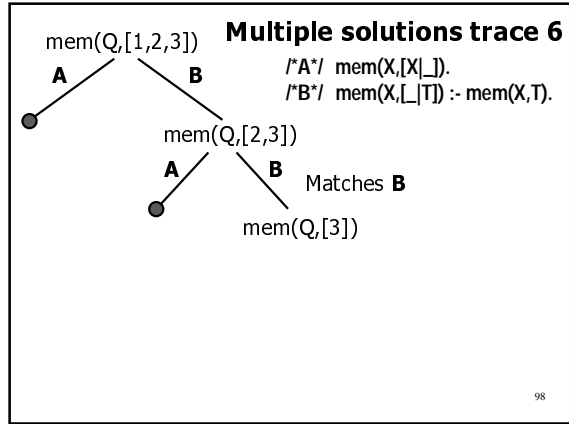 Multiple solutions trace 6
mem(Q,[1,2,3])
/*A*/ mem(X,[X|_]).
/*B*/ mem(X,[_|T]) :- mem(X,T).
A
B
mem(Q,[2,3])
A
B
Matches B
mem(Q,[3])
98